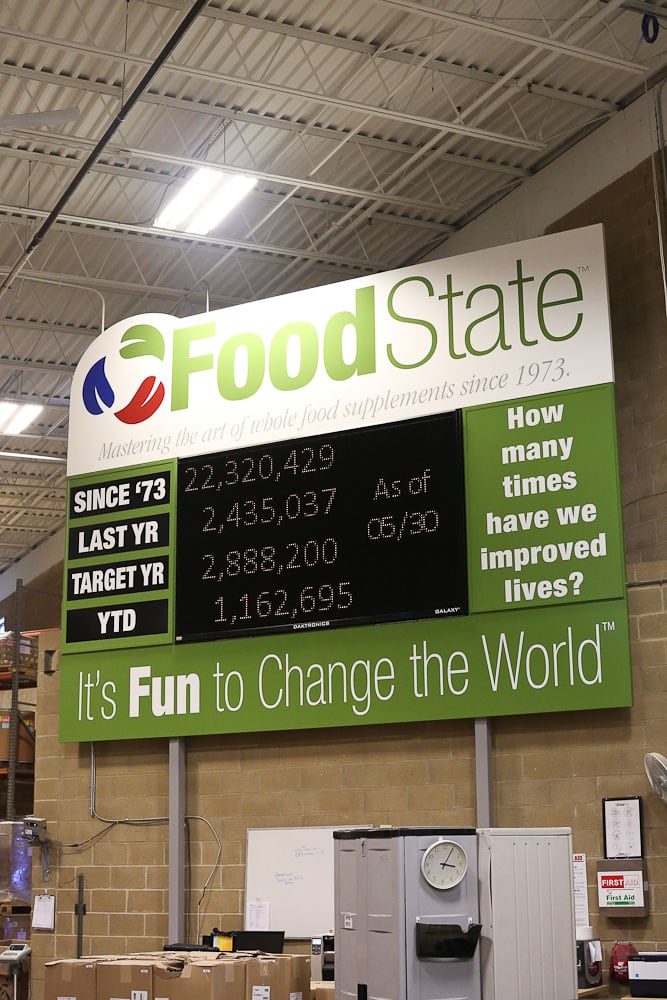 FoodState™
Mastering the art of whole food supplements since 1973.
SINCE '73 22,320,429
LAST YR 2,435,037
TARGET YR 2,888,200
YTD 1,162,695
As of
05/30
DAKTRONICS
GALAXY
How
many
times
have we
improved
lives?
It's Fun to Change the World™
FIRST AID
First Aid